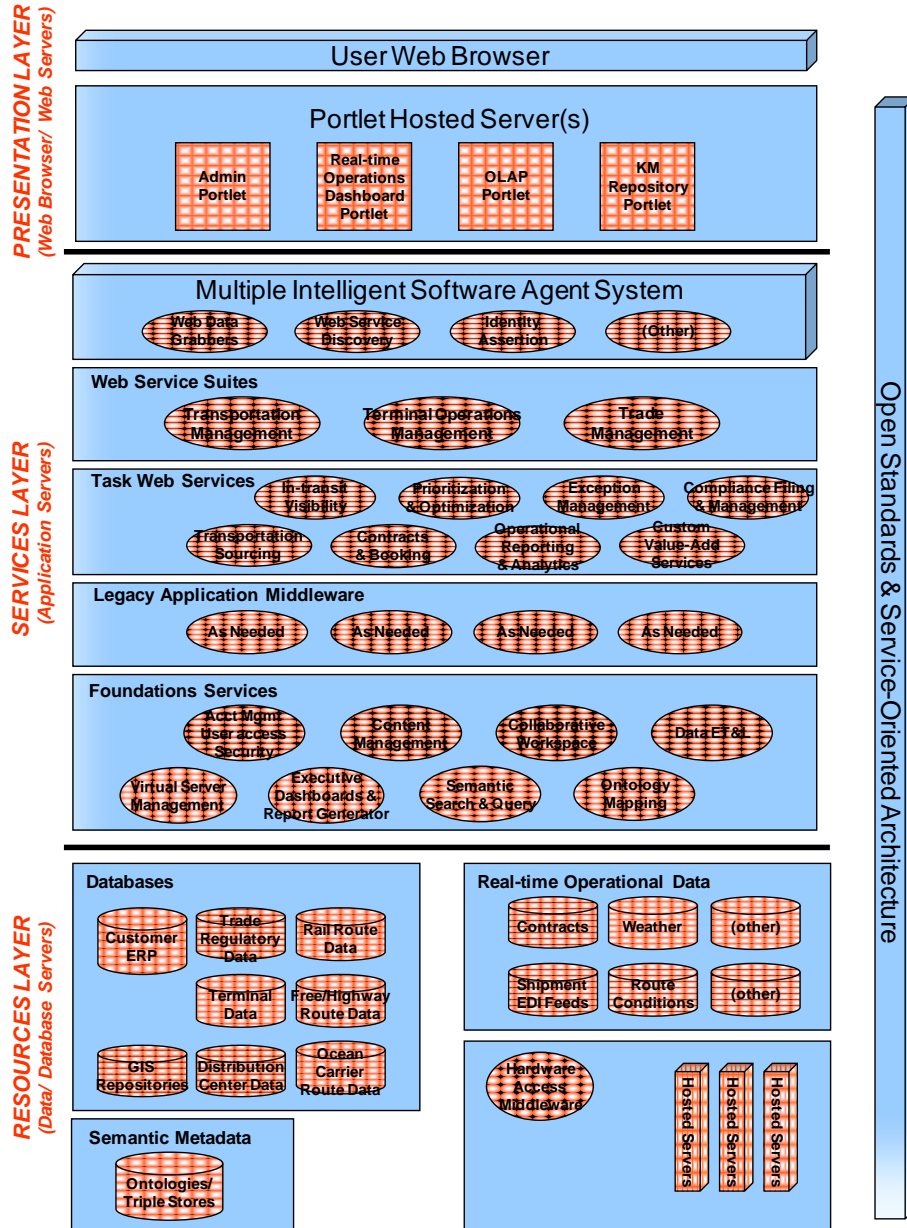 PRESENTATION LAYER
(Web Browser/ Web Servers)
User Web Browser
Portlet Hosted Server(s)
Admin
Portlet
Real-time
Operations
Dashboard
Portlet
OLAP
Portlet
KM
Repository
Portlet
SERVICES LAYER
(Application Servers)
Multiple Intelligent Software Agent System
Web Data
Grabbers
Web Service
Discovery
Identity
Assertion
(Other)
Web Service Suites
Transportation
Management
Terminal Operations
Management
Trade
Management
Task Web Services
In-transit
Visibility
Prioritization
& Optimization
Exception
Management
Compliance Filing
& Management
Transportation
Sourcing
Contracts
& Booking
Operational
Reporting
& Analytics
Custom
Value-Add
Services
Legacy Application Middleware
As Needed
As Needed
As Needed
As Needed
Foundations Services
Acct Mgmt
User access
Security
Content
Management
Collaborative
Workspace
Data ET&L
Virtual Server
Management
Executive
Dashboards &
Report Generator
Semantic
Search & Query
Ontology
Mapping
RESOURCES LAYER
(Data/ Database Servers)
Databases
Customer
ERP
Trade
Regulatory
Data
Rail Route
Data
Terminal
Data
Free/Highway
Route Data
GIS
Repositories
Distribution
Center Data
Ocean
Carrier
Route Data
Semantic Metadata
Ontologies/
Triple Stores
Real-time Operational Data
Contracts
Weather
(other)
Shipment
EDI Feeds
Route
Conditions
(other)
Hardware
Access
Middleware
Hosted Servers
Hosted Servers
Hosted Servers
Open Standards & Service-Oriented Architecture